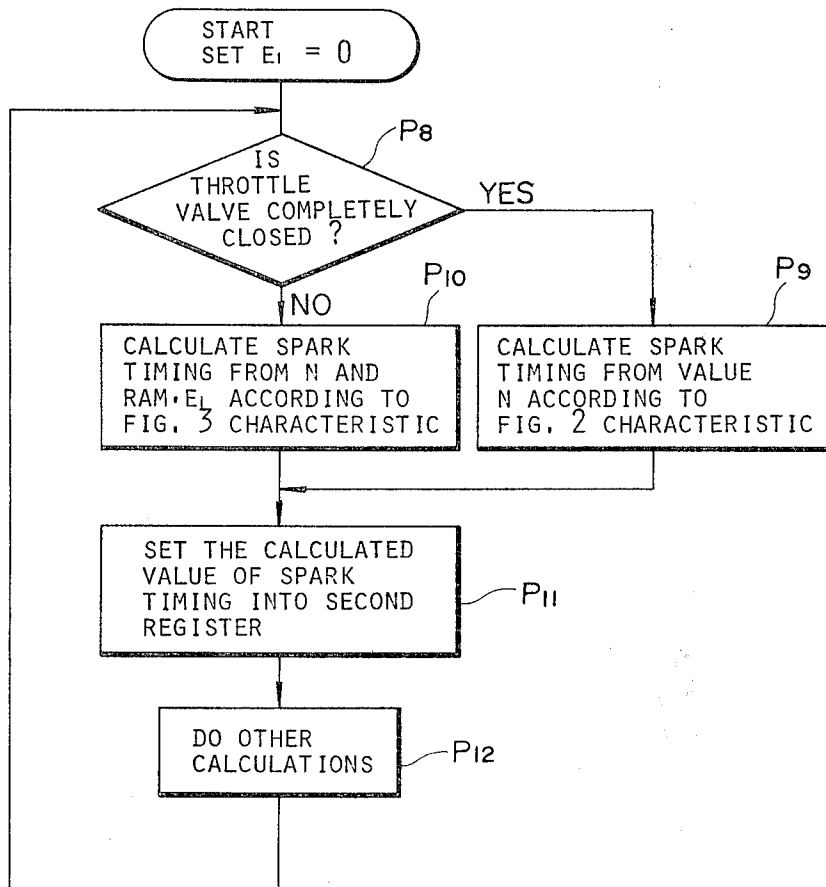 START
SET E1 = 0
P8
IS
THROTTLE
VALVE COMPLETELY
CLOSED ?
YES
NO
P10
P9
CALCULATE SPARK
TIMING FROM N AND
RAM·EL ACCORDING TO
FIG. 3 CHARACTERISTIC
CALCULATE SPARK
TIMING FROM VALUE
N ACCORDING TO
FIG. 2 CHARACTERISTIC
SET THE CALCULATED
VALUE OF SPARK
TIMING INTO SECOND
REGISTER
P11
DO OTHER
CALCULATIONS
P12